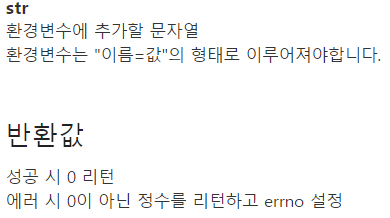 str
환경변수에 추가할 문자열
환경변수는 "이름=값"의 형태로 이루어져야합니다.
반환값
성공 시 0 리턴
에러 시 0이 아닌 정수를 리턴하고 errno 설정